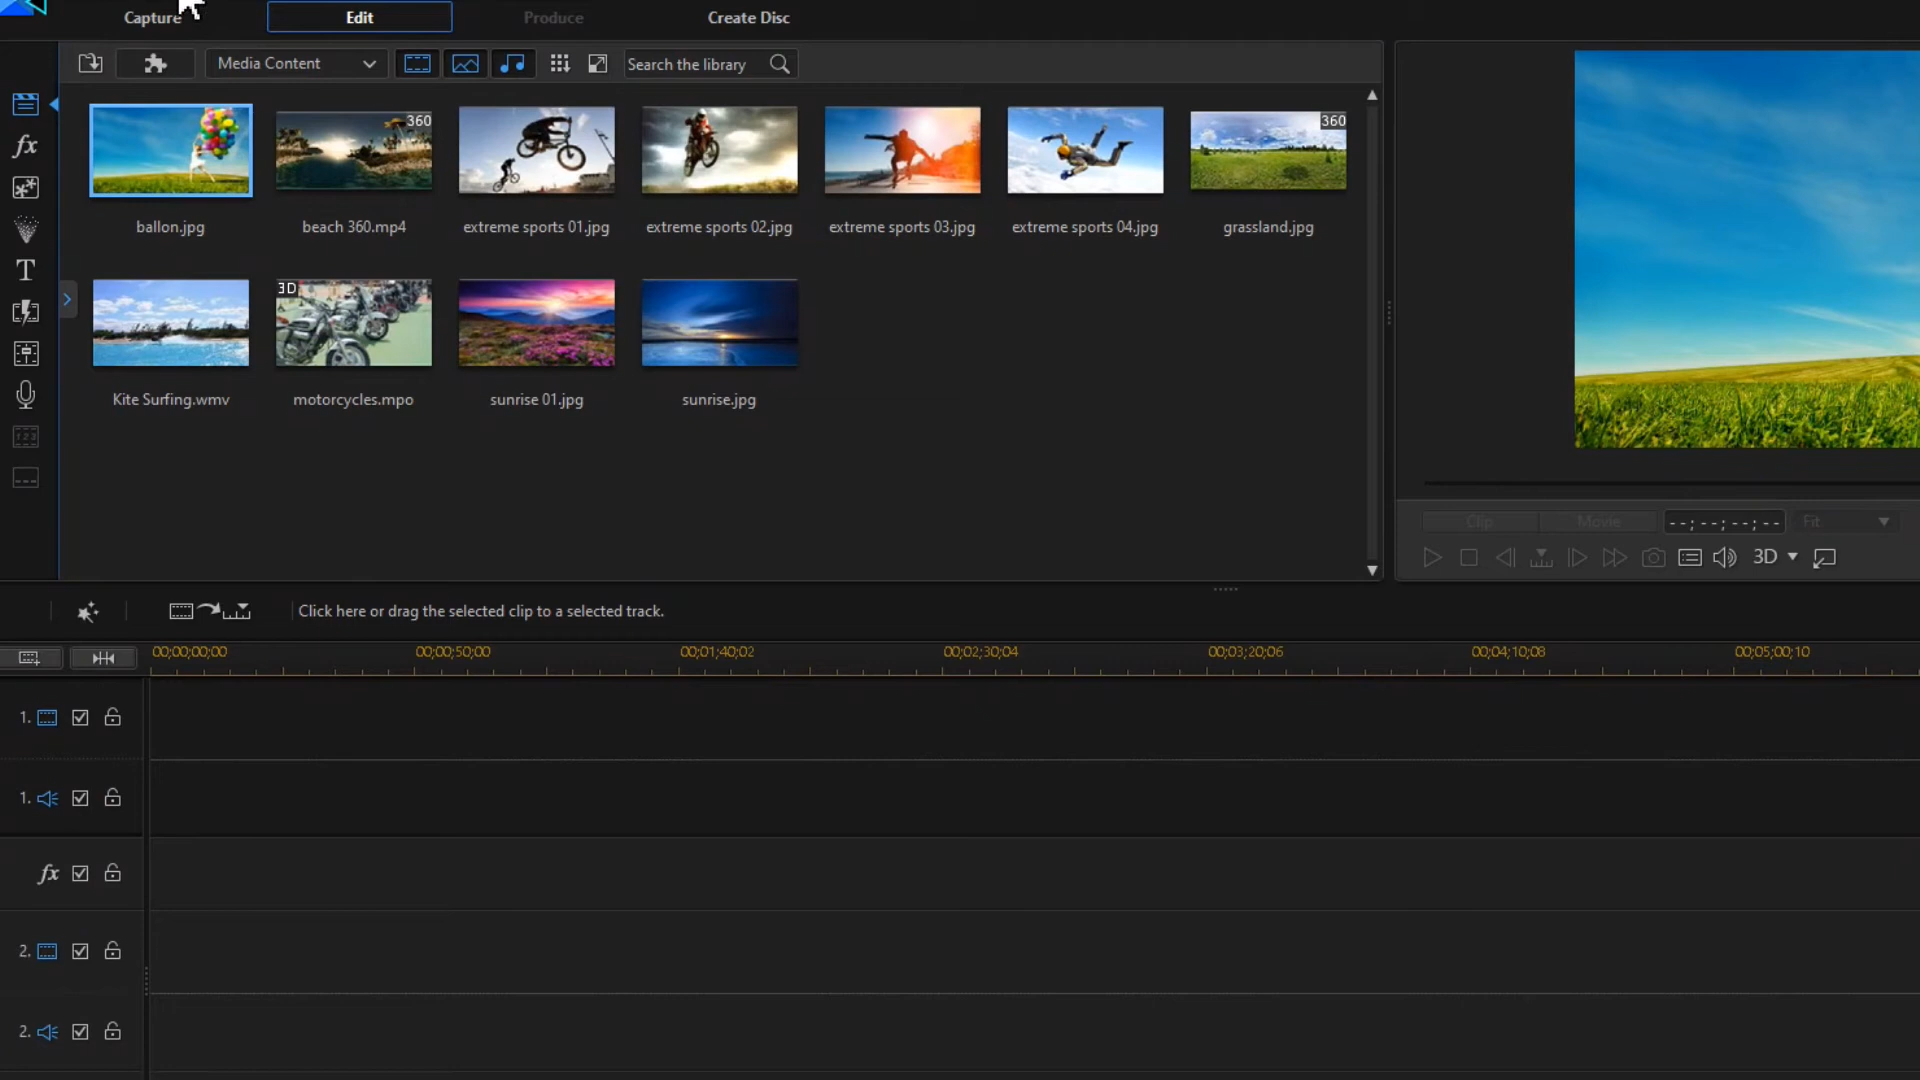 Capture Edit Produce Create Disc
Media Content Search the library
360 360
ballon.jpg beach 360.mp4 extreme sports 01.jpg extreme sports 02.jpg extreme sports 03.jpg extreme sports 04.jpg grassland.jpg
fx
T
3D
Kite Surfing.wmv motorcycles.mpo sunrise 01.jpg sunrise.jpg
123
Clip Movie --;--;--;-- Fit
3D
Click here or drag the selected clip to a selected track.
00;00;00;00 00;00;50;00 00;01;40;02 00;02;30;04 00;03;20;06 00;04;10;08 00;05;00;10
1.
1.
fx
2.
2.